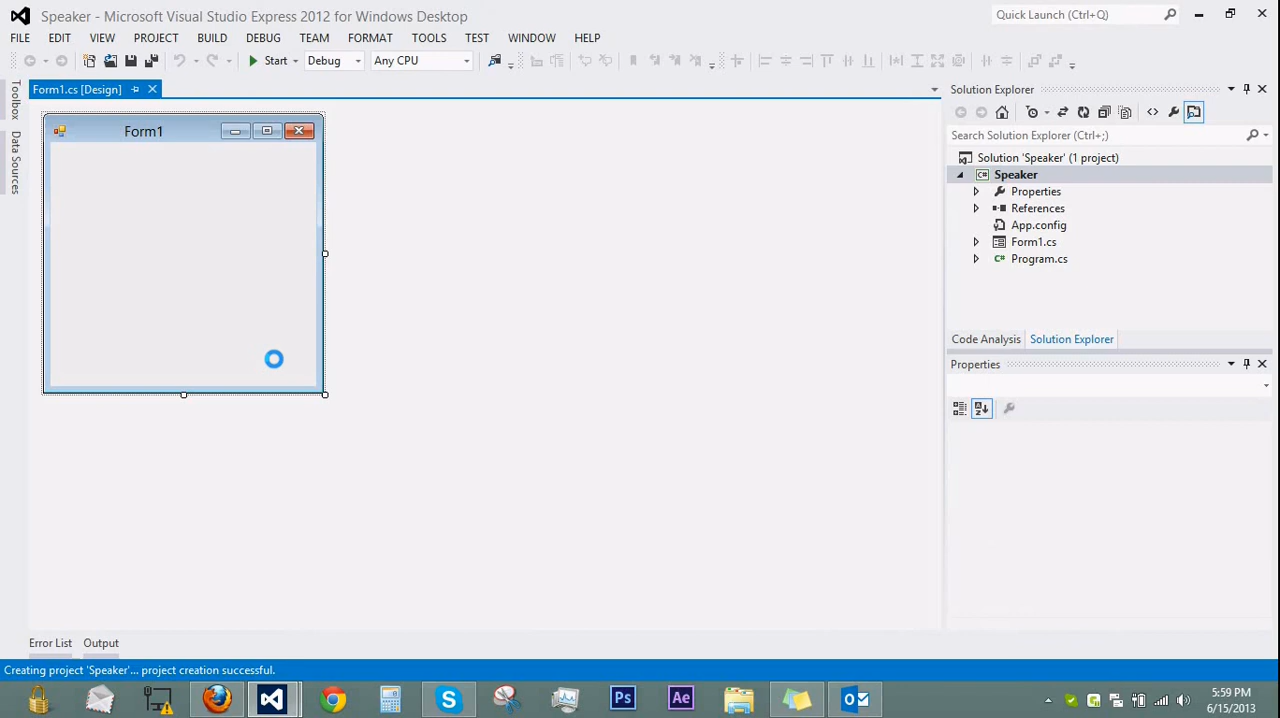 Speaker - Microsoft Visual Studio Express 2012 for Windows Desktop
Quick Launch (Ctrl+Q)
FILE EDIT VIEW PROJECT BUILD DEBUG TEAM FORMAT TOOLS TEST WINDOW HELP
Start Debug Any CPU
Toolbox
Data Sources
Form1.cs [Design]
Form1
Solution Explorer
Search Solution Explorer (Ctrl+;)
Solution 'Speaker' (1 project)
C# Speaker
Properties
References
App.config
Form1.cs
C# Program.cs
Code Analysis Solution Explorer
Properties
Error List Output
Creating project 'Speaker'... project creation successful.
S Ps Ae
5:59 PM
6/15/2013